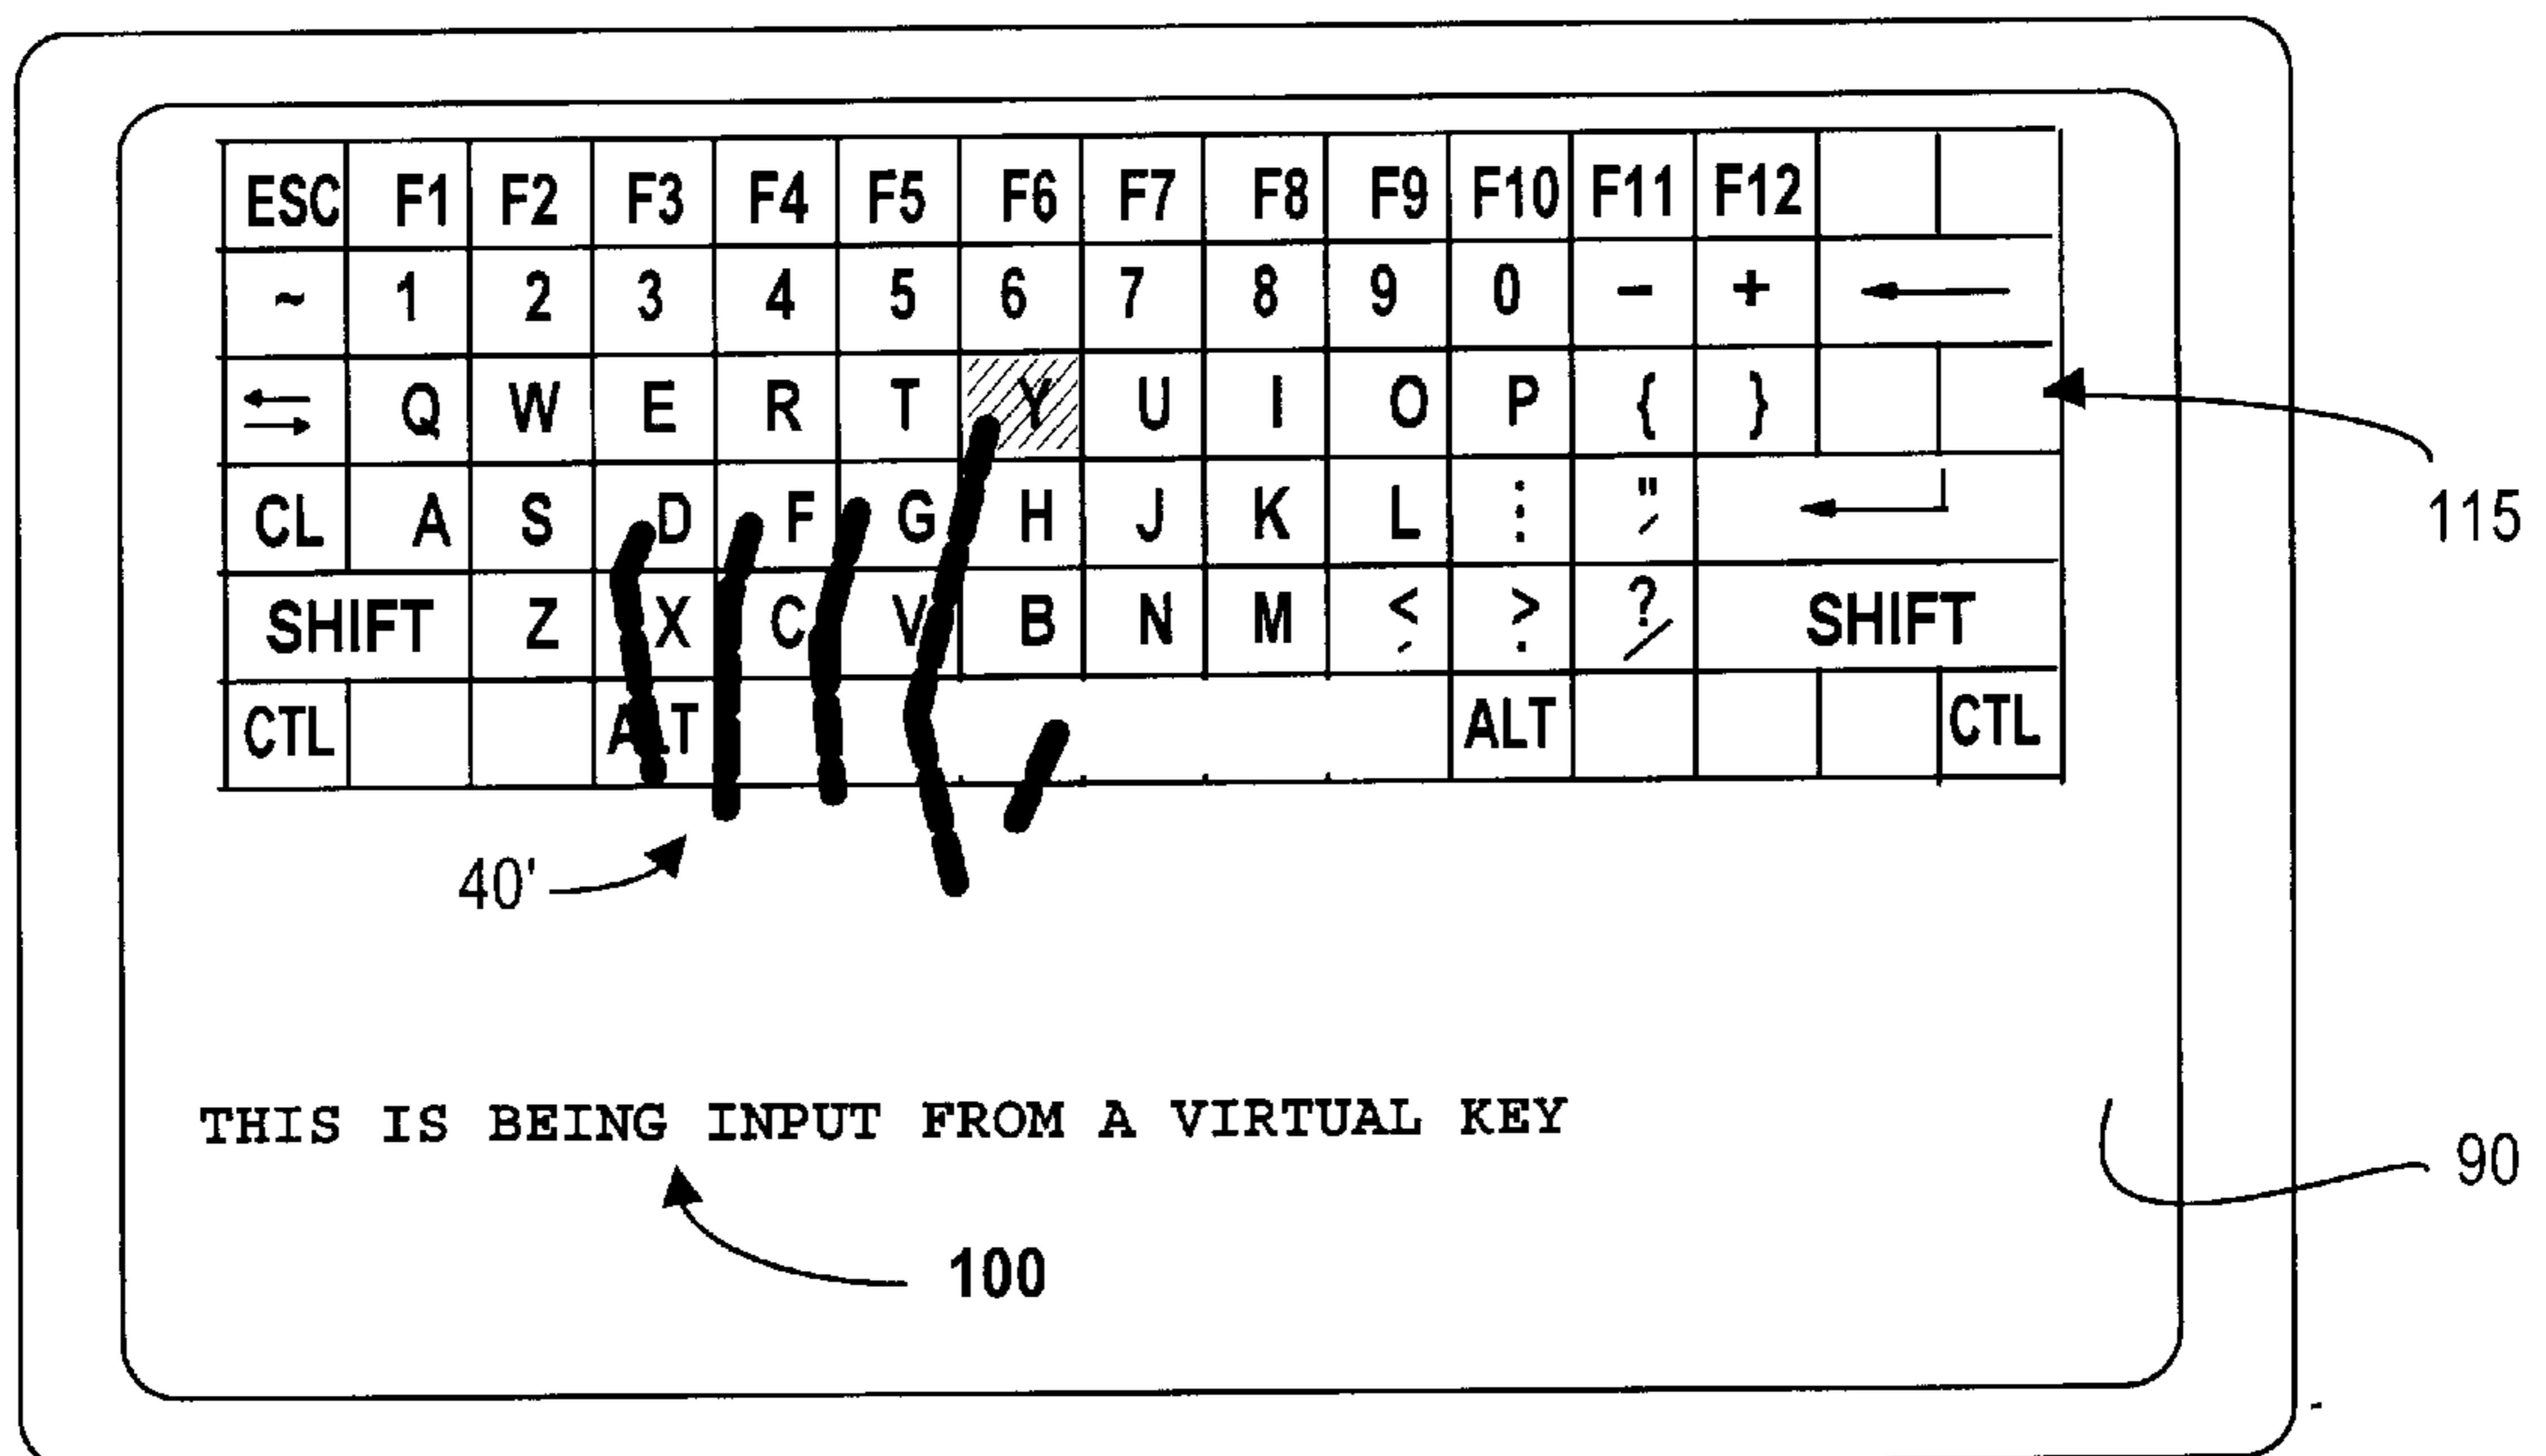 ESC F1 F2 F3 F4 F5 F6 F7 F8 F9 F10 F11 F12
~ 1 2 3 4 5 6 7 8 9 0 - + ←
⇆ Q W E R T Y U I O P { }
CL A S D F G H J K L : " ↵
115
SHIFT Z X C V B N M < > ? / SHIFT
CTL ALT ALT CTL
40'
THIS IS BEING INPUT FROM A VIRTUAL KEY
90
100